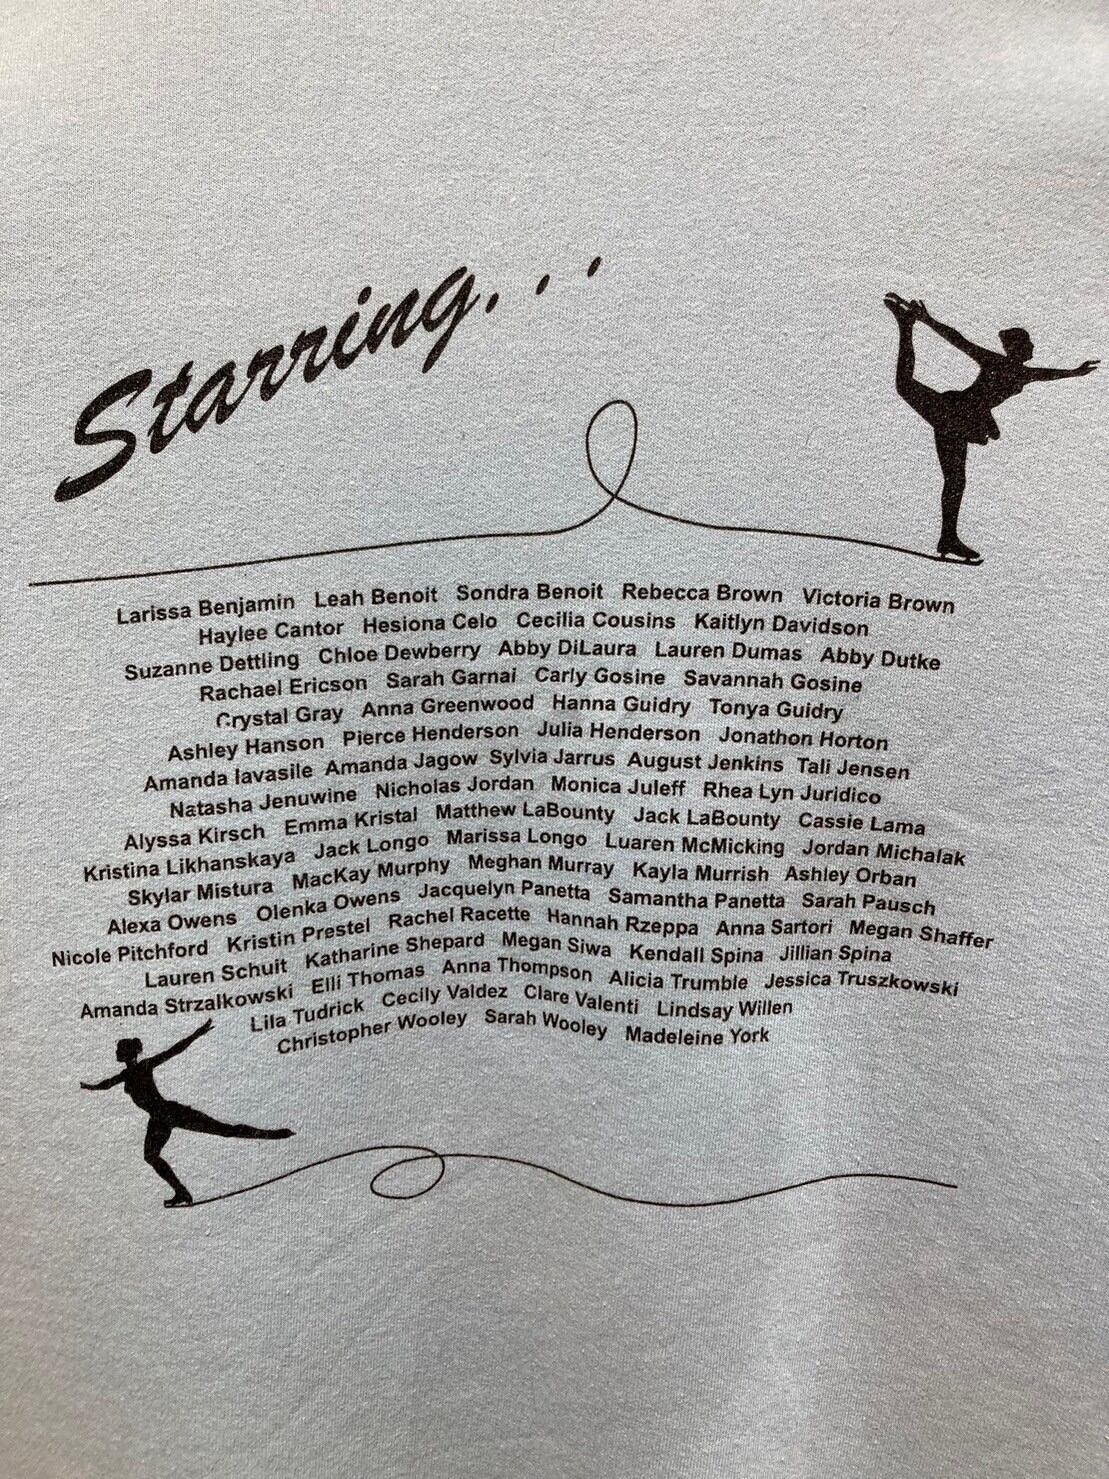 Starring...
Larissa Benjamin Leah Benoit Sondra Benoit Rebecca Brown Victoria Brown
Haylee Cantor Hesiona Celo Cecilia Cousins Kaitlyn Davidson
Suzanne Dettling Chloe Dewberry Abby DiLaura Lauren Dumas Abby Dutke
Rachael Ericson Sarah Garnai Carly Gosine Savannah Gosine
Crystal Gray Anna Greenwood Hanna Guidry Tonya Guidry
Ashley Hanson Pierce Henderson Julia Henderson Jonathon Horton
Amanda Iavasile Amanda Jagow Sylvia Jarrus August Jenkins Tali Jensen
Natasha Jenuwine Nicholas Jordan Monica Juleff Rhea Lyn Juridico
Alyssa Kirsch Emma Kristal Matthew LaBounty Jack LaBounty Cassie Lama
Kristina Likhanskaya Jack Longo Marissa Longo Luaren McMicking Jordan Michalak
Skylar Mistura MacKay Murphy Meghan Murray Kayla Murrish Ashley Orban
Alexa Owens Olenka Owens Jacquelyn Panetta Samantha Panetta Sarah Pausch
Nicole Pitchford Kristin Prestel Rachel Racette Hannah Rzeppa Anna Sartori Megan Shaffer
Lauren Schuit Katharine Shepard Megan Siwa Kendall Spina Jillian Spina
Amanda Strzalkowski Elli Thomas Anna Thompson Alicia Trumble Jessica Truszkowski
Lila Tudrick Cecily Valdez Clare Valenti Lindsay Willen
Christopher Wooley Sarah Wooley Madeleine York